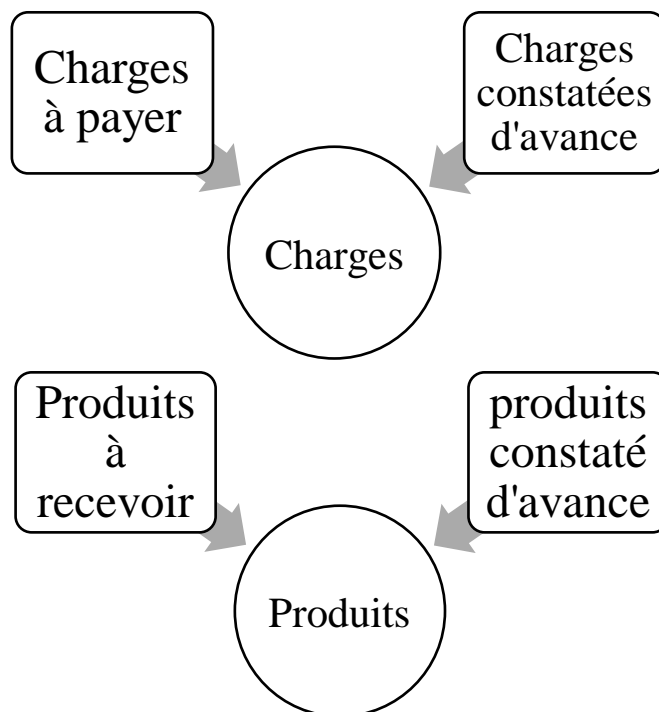 Charges
à payer
Charges
constatées
d'avance
Charges
Produits
à
recevoir
produits
constaté
d'avance
Produits